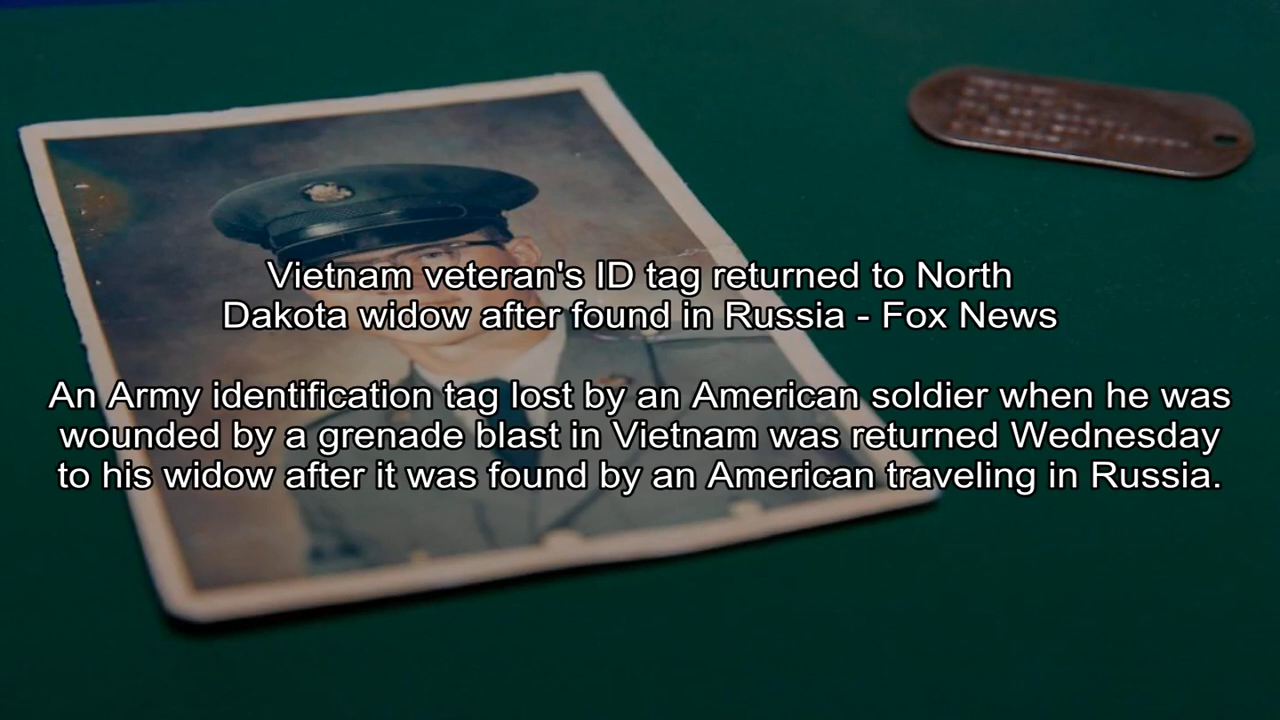 Vietnam veteran's ID tag returned to North
Dakota widow after found in Russia - Fox News
An Army identification tag lost by an American soldier when he was
wounded by a grenade blast in Vietnam was returned Wednesday
to his widow after it was found by an American traveling in Russia.